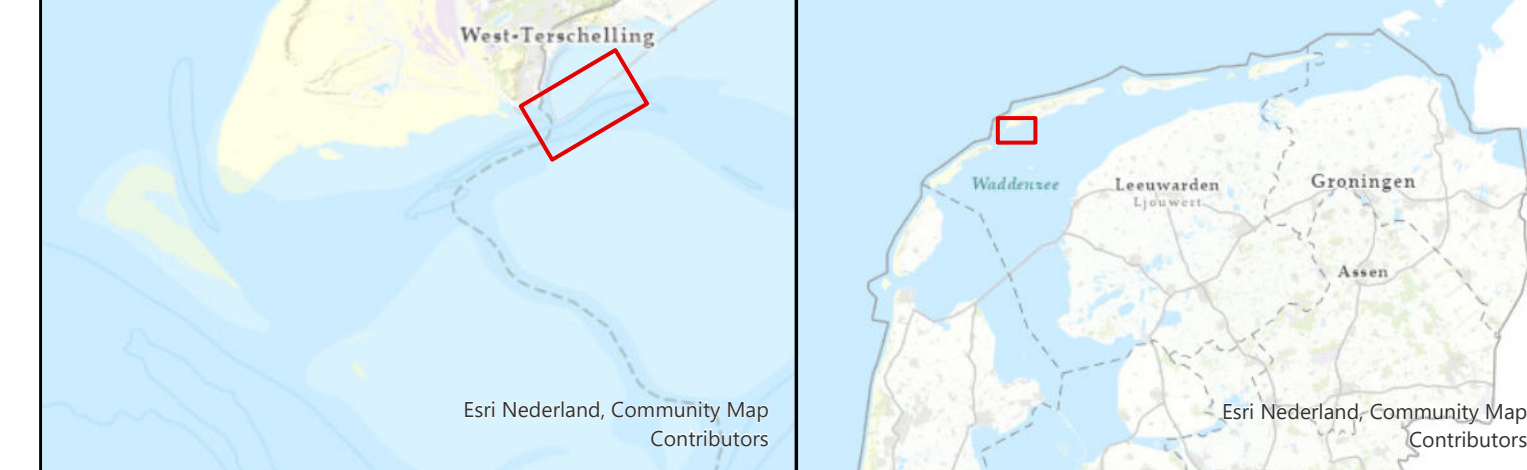 West-Terschelling
Esri Nederland, Community Map
Contributors
Waddenzee
Leeuwarden
Ljouwert
Groningen
Assen
Esri Nederland, Community Map
Contributors